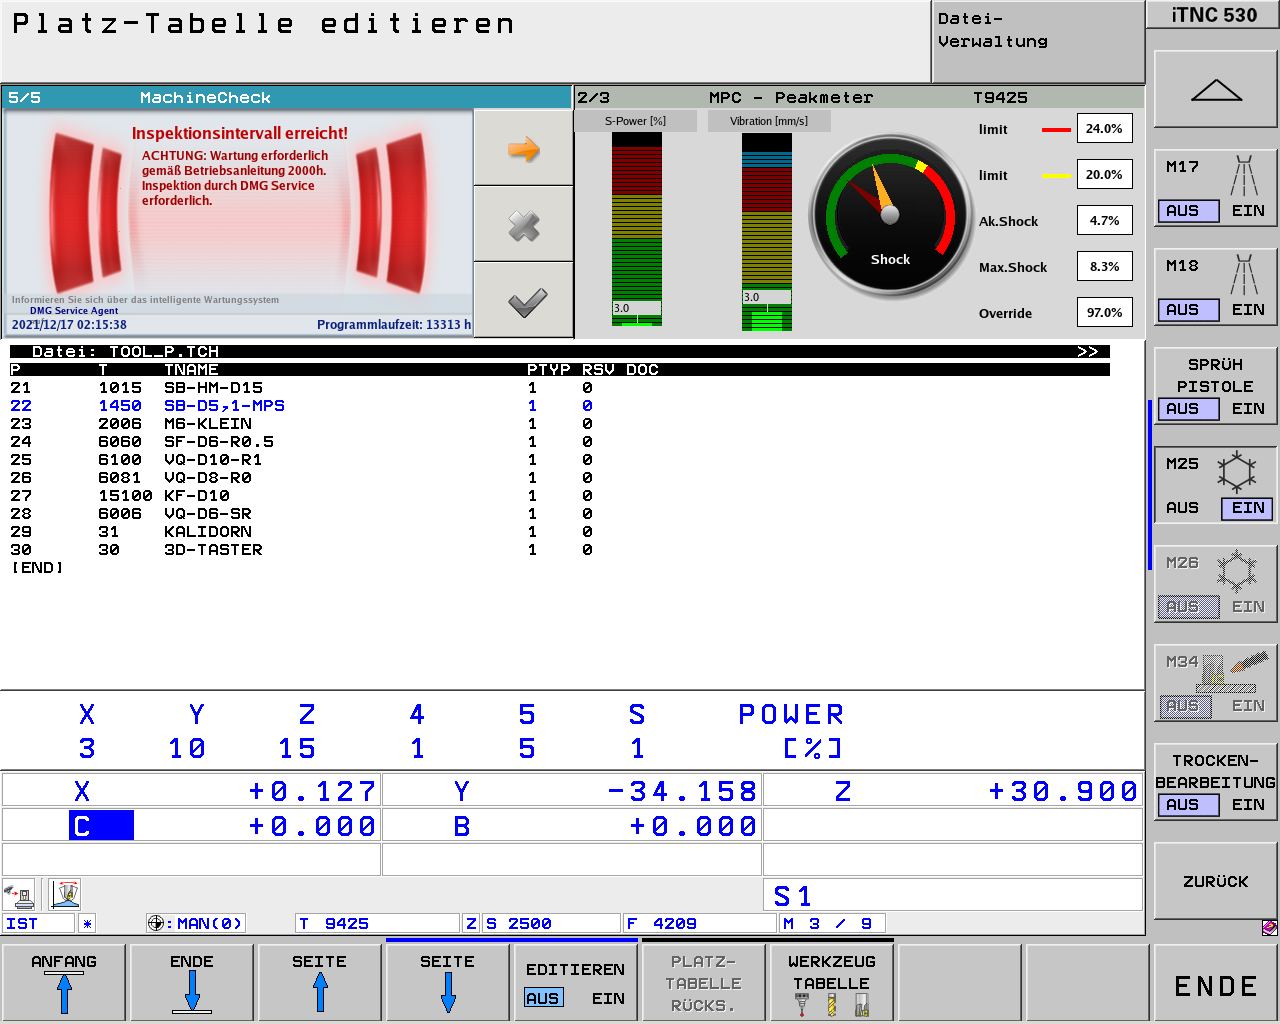 Platz-Tabelle editieren
Datei-
Verwaltung
iTNC 530
5/5 MachineCheck
2/3 MPC - Peakmeter T9425
Inspektionsintervall erreicht!
ACHTUNG: Wartung erforderlich
gemäß Betriebsanleitung 2000h.
Inspektion durch DMG Service
erforderlich.
Informieren Sie sich über das intelligente Wartungssystem
DMG Service Agent
2021/12/17 02:15:38 Programmlaufzeit: 13313 h
S-Power [%]
Vibration [mm/s]
3.0
3.0
Shock
limit 24.0%
limit 20.0%
Ak.Shock 4.7%
Max.Shock 8.3%
Override 97.0%
Datei: TOOL_P.TCH >>
P T TNAME PTYP RSV DOC
21 1015 SB-HM-D15 1 0
22 1450 SB-D5,1-MPS 1 0
23 2006 M6-KLEIN 1 0
24 6060 SF-D6-R0.5 1 0
25 6100 VQ-D10-R1 1 0
26 6081 VQ-D8-R0 1 0
27 15100 KF-D10 1 0
28 6006 VQ-D6-SR 1 0
29 31 KALIDORN 1 0
30 30 3D-TASTER 1 0
[END]
X Y Z 4 5 S POWER
3 10 15 1 5 1 [%]
X +0.127 Y -34.158 Z +30.900
C +0.000 B +0.000
S1
IST * :MAN(0) T 9425 Z S 2500 F 4209 M 3 / 9
M17
AUS EIN
M18
AUS EIN
SPRÜH
PISTOLE
AUS EIN
M25
AUS EIN
M26
AUS EIN
M34
AUS EIN
TROCKEN-
BEARBEITUNG
AUS EIN
ZURÜCK
ANFANG
ENDE
SEITE
SEITE
EDITIEREN
AUS EIN
PLATZ-
TABELLE
RÜCKS.
WERKZEUG
TABELLE
ENDE